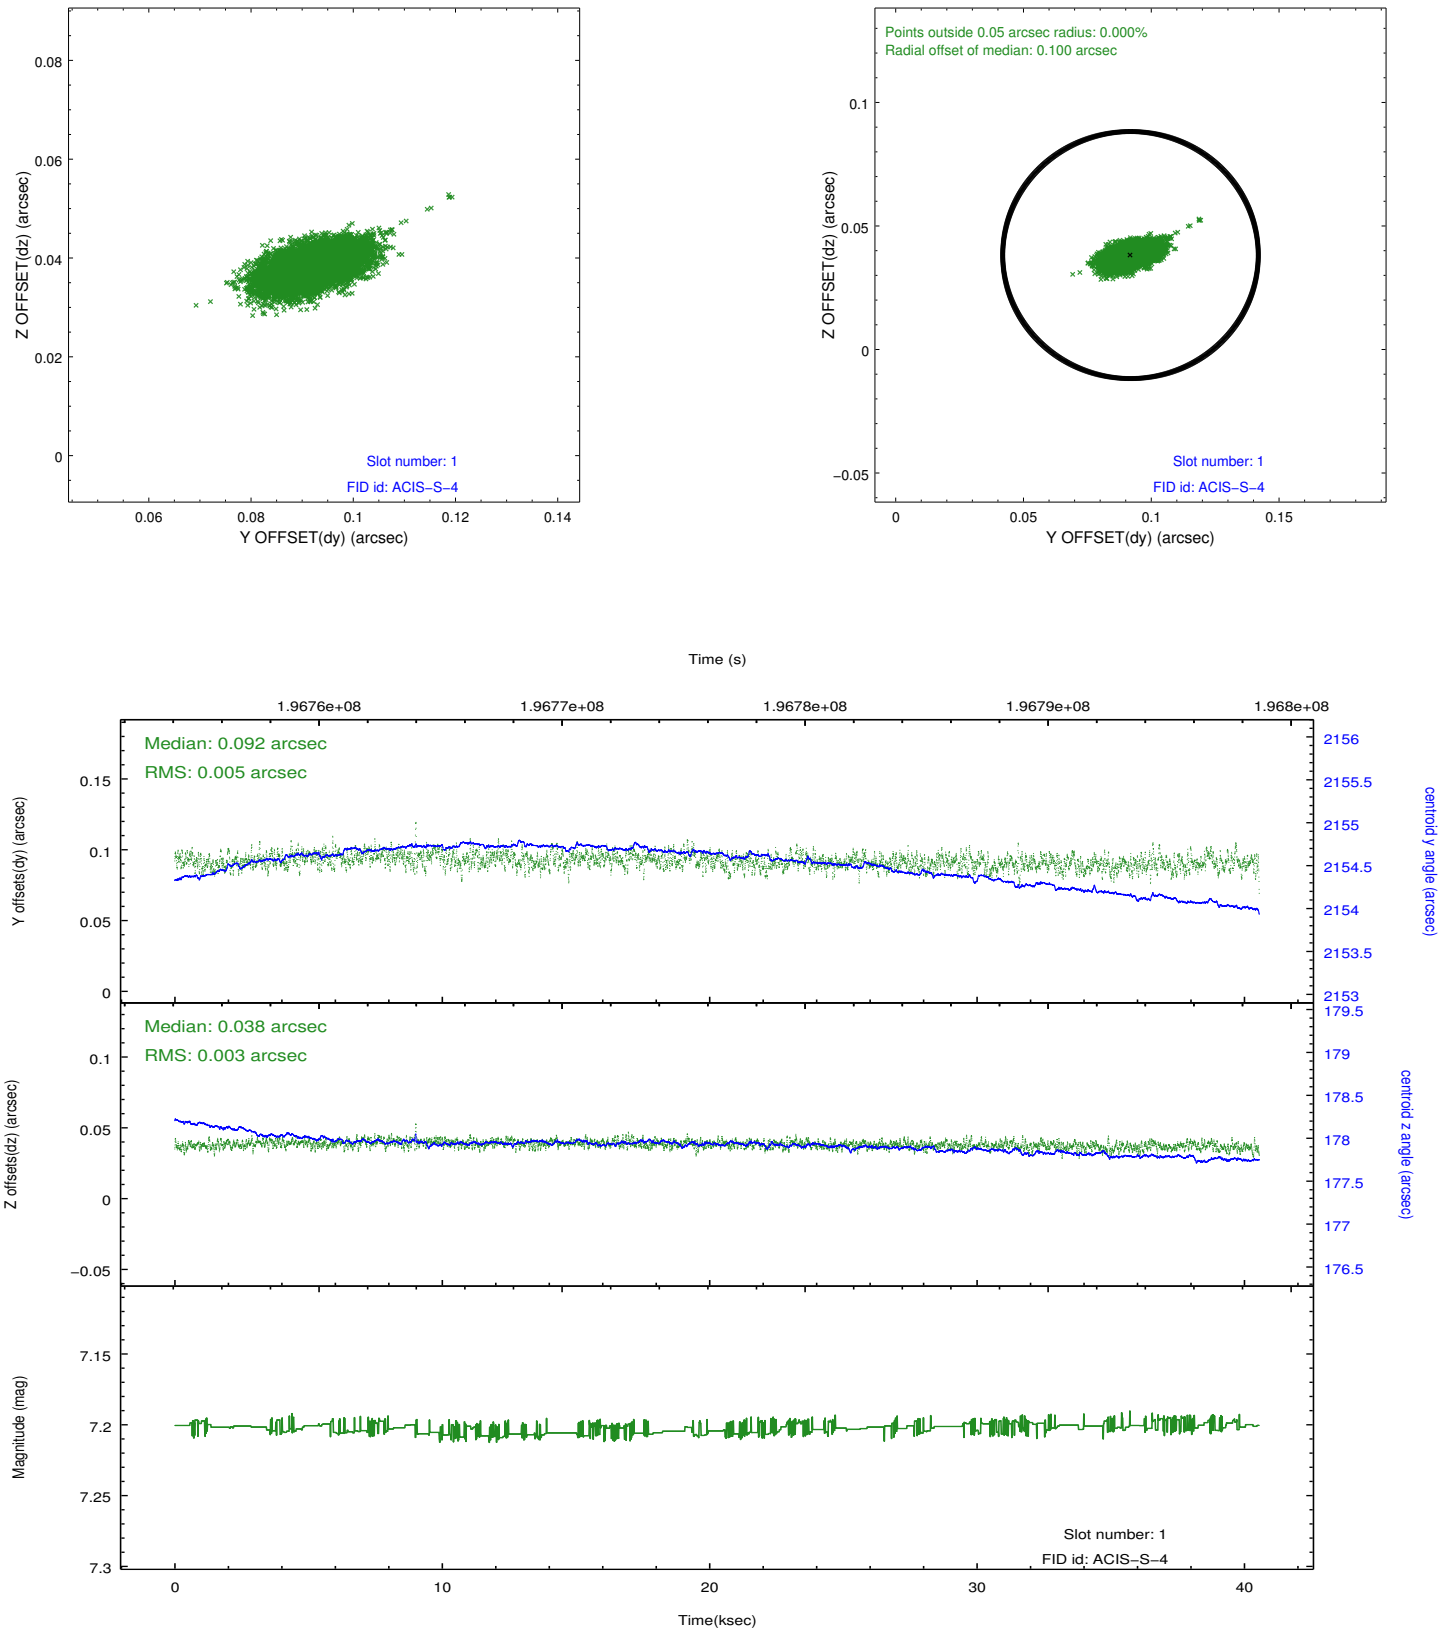 0.08
0.06
0.04
0.02
0
Z OFFSET(dz) (arcsec)
Slot number: 1
FID id: ACIS−S−4
0.06
0.08
0.1
0.12
0.14
Y OFFSET(dy) (arcsec)
Points outside 0.05 arcsec radius: 0.000%
Radial offset of median: 0.100 arcsec
0.1
0.05
0
−0.05
Z OFFSET(dz) (arcsec)
Slot number: 1
FID id: ACIS−S−4
0
0.05
0.1
0.15
Y OFFSET(dy) (arcsec)
Time (s)
1.9676e+08
1.9677e+08
1.9678e+08
1.9679e+08
1.968e+08
Median: 0.092 arcsec
RMS: 0.005 arcsec
0.15
0.1
0.05
0
Y offsets(dy) (arcsec)
2156
2155.5
2155
2154.5
2154
2153.5
2153
centroid y angle (arcsec)
Median: 0.038 arcsec
RMS: 0.003 arcsec
0.1
0.05
0
−0.05
Z offsets(dz) (arcsec)
179.5
179
178.5
178
177.5
177
176.5
centroid z angle (arcsec)
7.15
7.2
7.25
7.3
Magnitude (mag)
Slot number: 1
FID id: ACIS−S−4
0
10
20
30
40
Time(ksec)